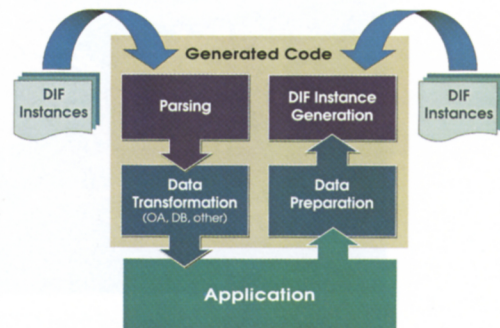 Generated Code
DIF
Instances
Parsing
DIF Instance
Generation
DIF
Instances
Data
Transformation
(OA, DB, other)
Data
Preparation
Application